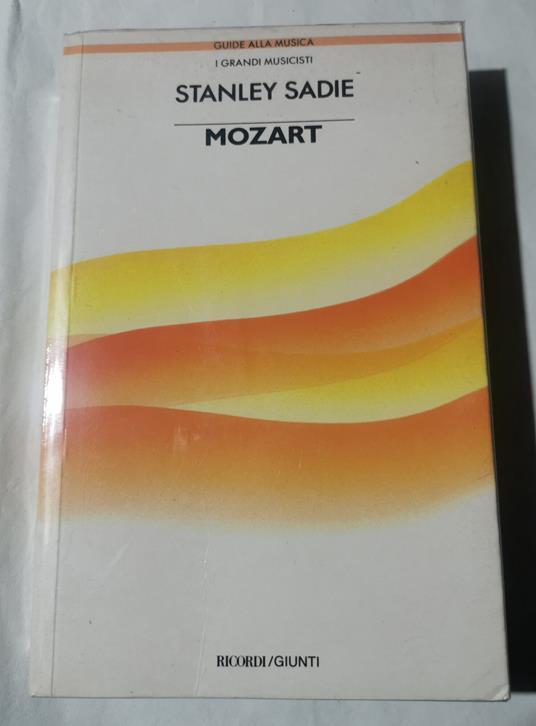 GUIDE ALLA MUSICA
I GRANDI MUSICISTI
STANLEY SADIE
MOZART
RICORDI/GIUNTI